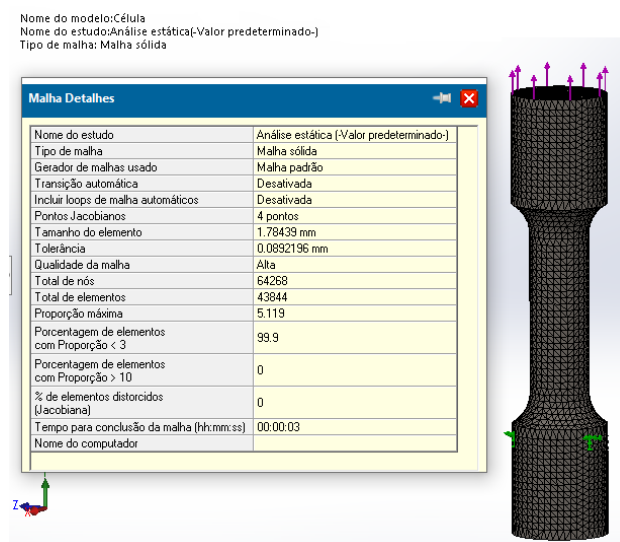 Nome do modelo:Célula
Nome do estudo:Análise estática(-Valor predeterminado-)
Tipo de malha: Malha sólida
Malha Detalhes
Nome do estudo Análise estática (-Valor predeterminado-)
Tipo de malha Malha sólida
Gerador de malhas usado Malha padrão
Transição automática Desativada
Incluir loops de malha automáticos Desativada
Pontos Jacobianos 4 pontos
Tamanho do elemento 1.78439 mm
Tolerância 0.0892196 mm
Qualidade da malha Alta
Total de nós 64268
Total de elementos 43844
Proporção máxima 5.119
Porcentagem de elementos
com Proporção < 3 99.9
Porcentagem de elementos
com Proporção > 10 0
% de elementos distorcidos
(Jacobiana) 0
Tempo para conclusão da malha (hh:mm:ss) 00:00:03
Nome do computador
Z